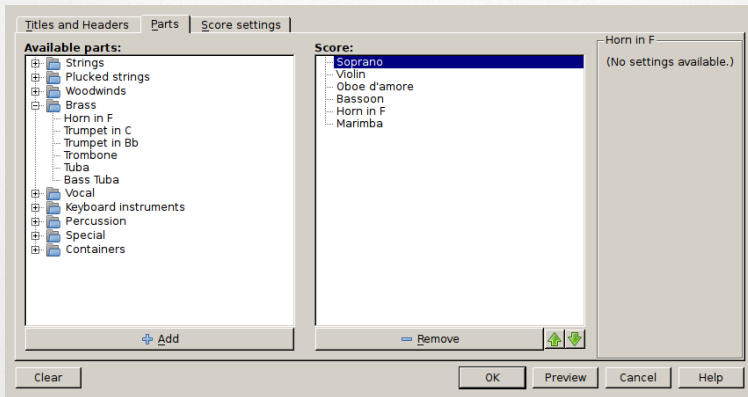 Titles and Headers Parts Score settings
Available parts:
Strings
Plucked strings
Woodwinds
Brass
Horn in F
Trumpet in C
Trumpet in Bb
Trombone
Tuba
Bass Tuba
Vocal
Keyboard instruments
Percussion
Special
Containers
Add
Score:
Soprano
Violin
Oboe d'amore
Bassoon
Horn in F
Marimba
Remove
Horn in F
(No settings available.)
Clear OK Preview Cancel Help